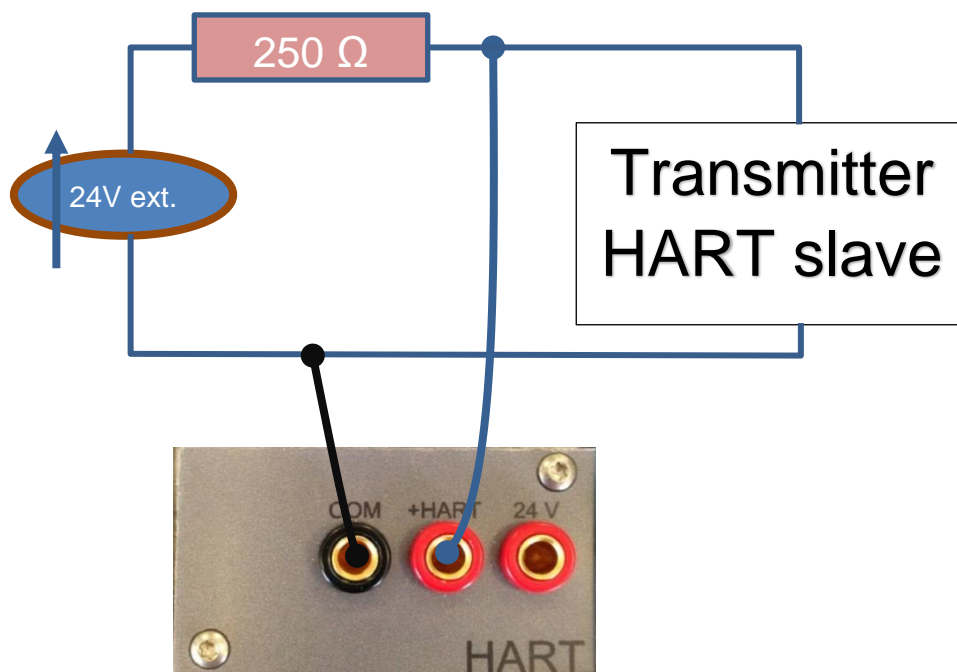 250 Ω
24V ext.
Transmitter
HART slave
COM +HART 24 V
HART